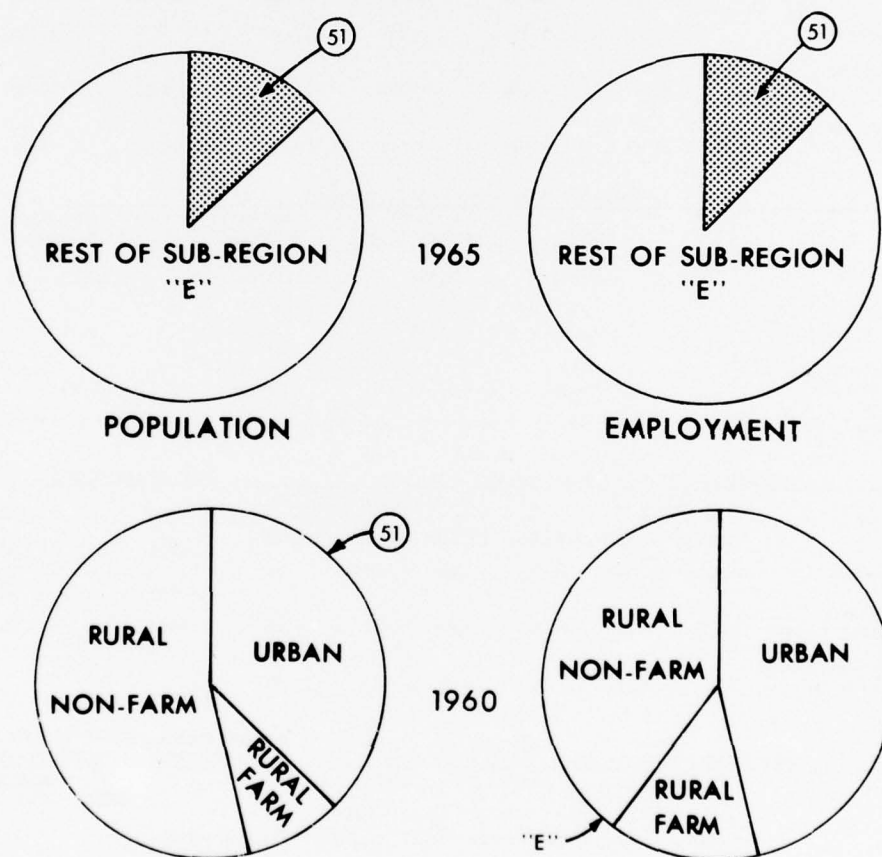 51
51
REST OF SUB-REGION
"E"
1965
REST OF SUB-REGION
"E"
POPULATION
EMPLOYMENT
51
RURAL
NON-FARM
URBAN
RURAL
FARM
1960
RURAL
NON-FARM
URBAN
RURAL
FARM
"E"